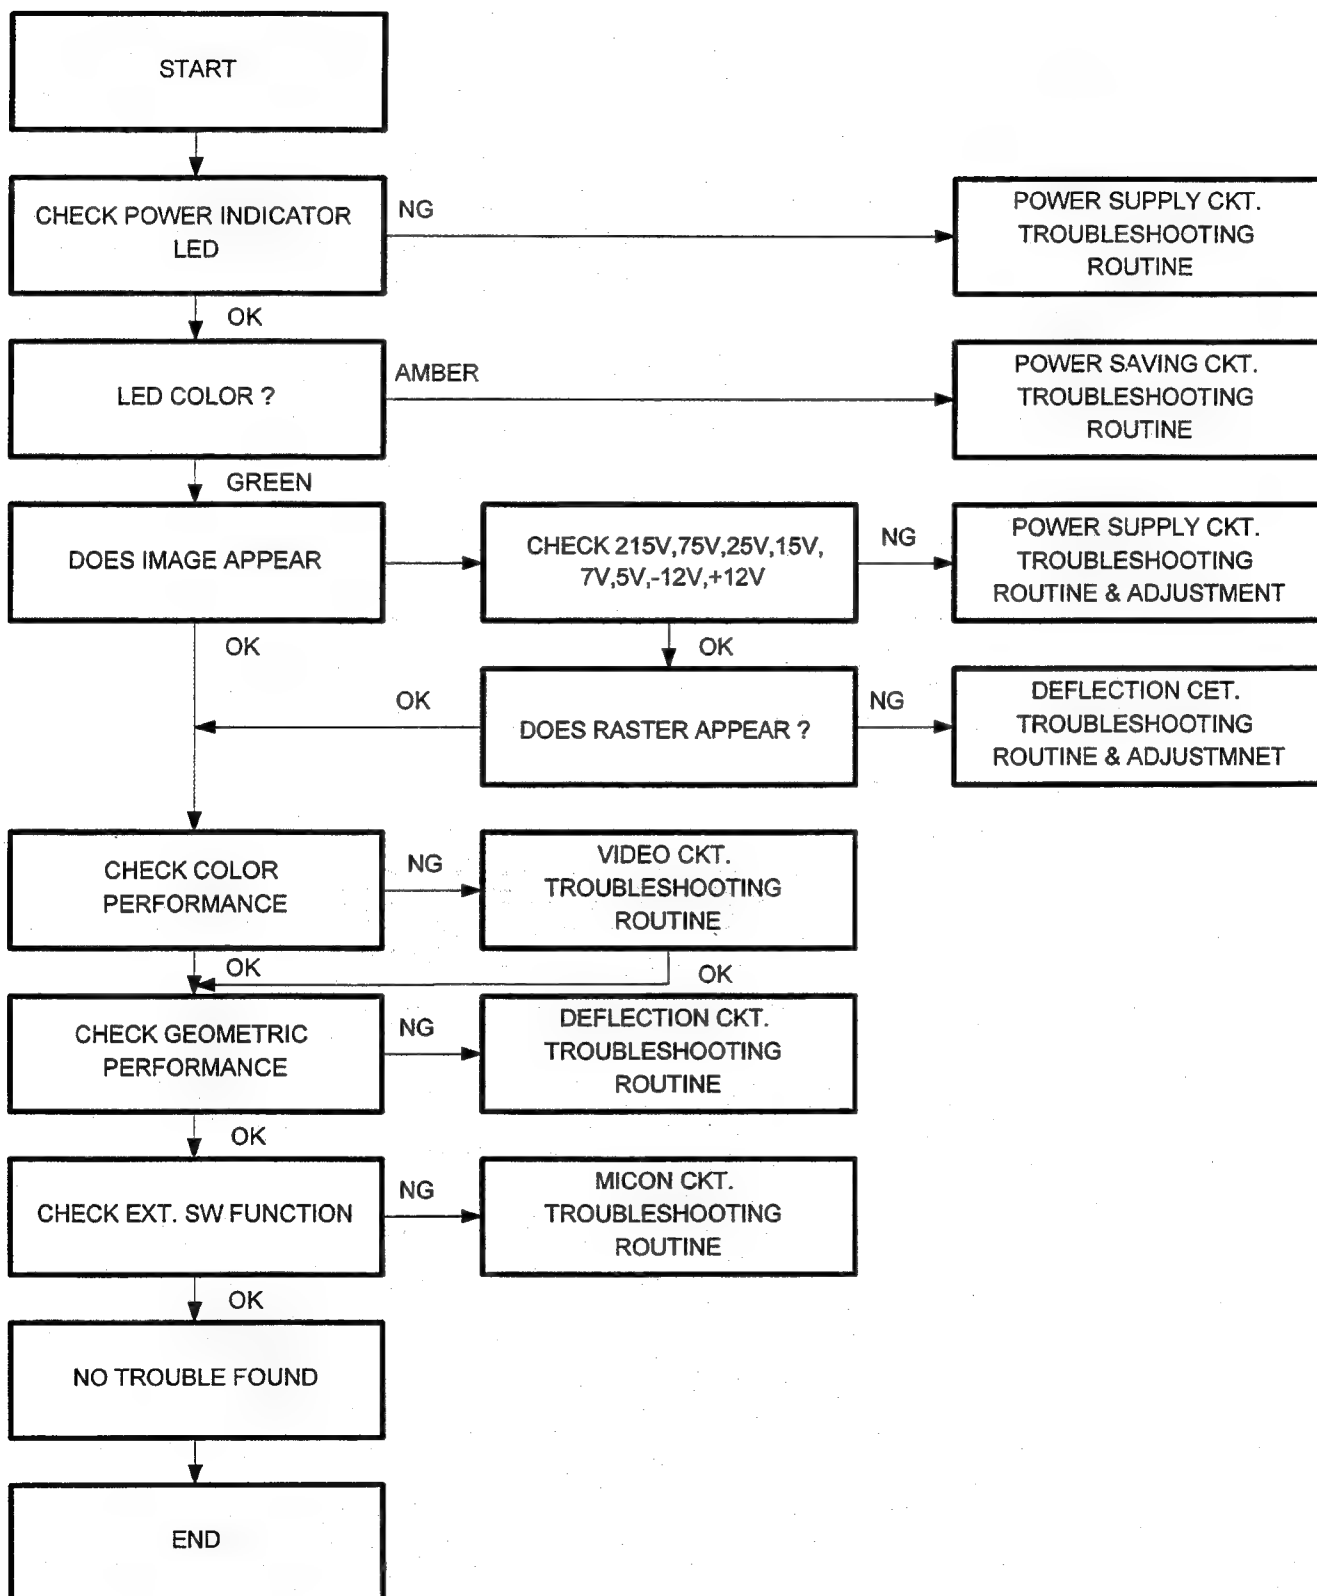 START
CHECK POWER INDICATOR
LED
NG
POWER SUPPLY CKT.
TROUBLESHOOTING
ROUTINE
OK
LED COLOR ?
AMBER
POWER SAVING CKT.
TROUBLESHOOTING
ROUTINE
GREEN
DOES IMAGE APPEAR
CHECK 215V,75V,25V,15V,
7V,5V,-12V,+12V
NG
POWER SUPPLY CKT.
TROUBLESHOOTING
ROUTINE & ADJUSTMENT
OK
OK
OK
DOES RASTER APPEAR ?
NG
DEFLECTION CET.
TROUBLESHOOTING
ROUTINE & ADJUSTMNET
CHECK COLOR
PERFORMANCE
NG
VIDEO CKT.
TROUBLESHOOTING
ROUTINE
OK
OK
CHECK GEOMETRIC
PERFORMANCE
NG
DEFLECTION CKT.
TROUBLESHOOTING
ROUTINE
OK
CHECK EXT. SW FUNCTION
NG
MICON CKT.
TROUBLESHOOTING
ROUTINE
OK
NO TROUBLE FOUND
END